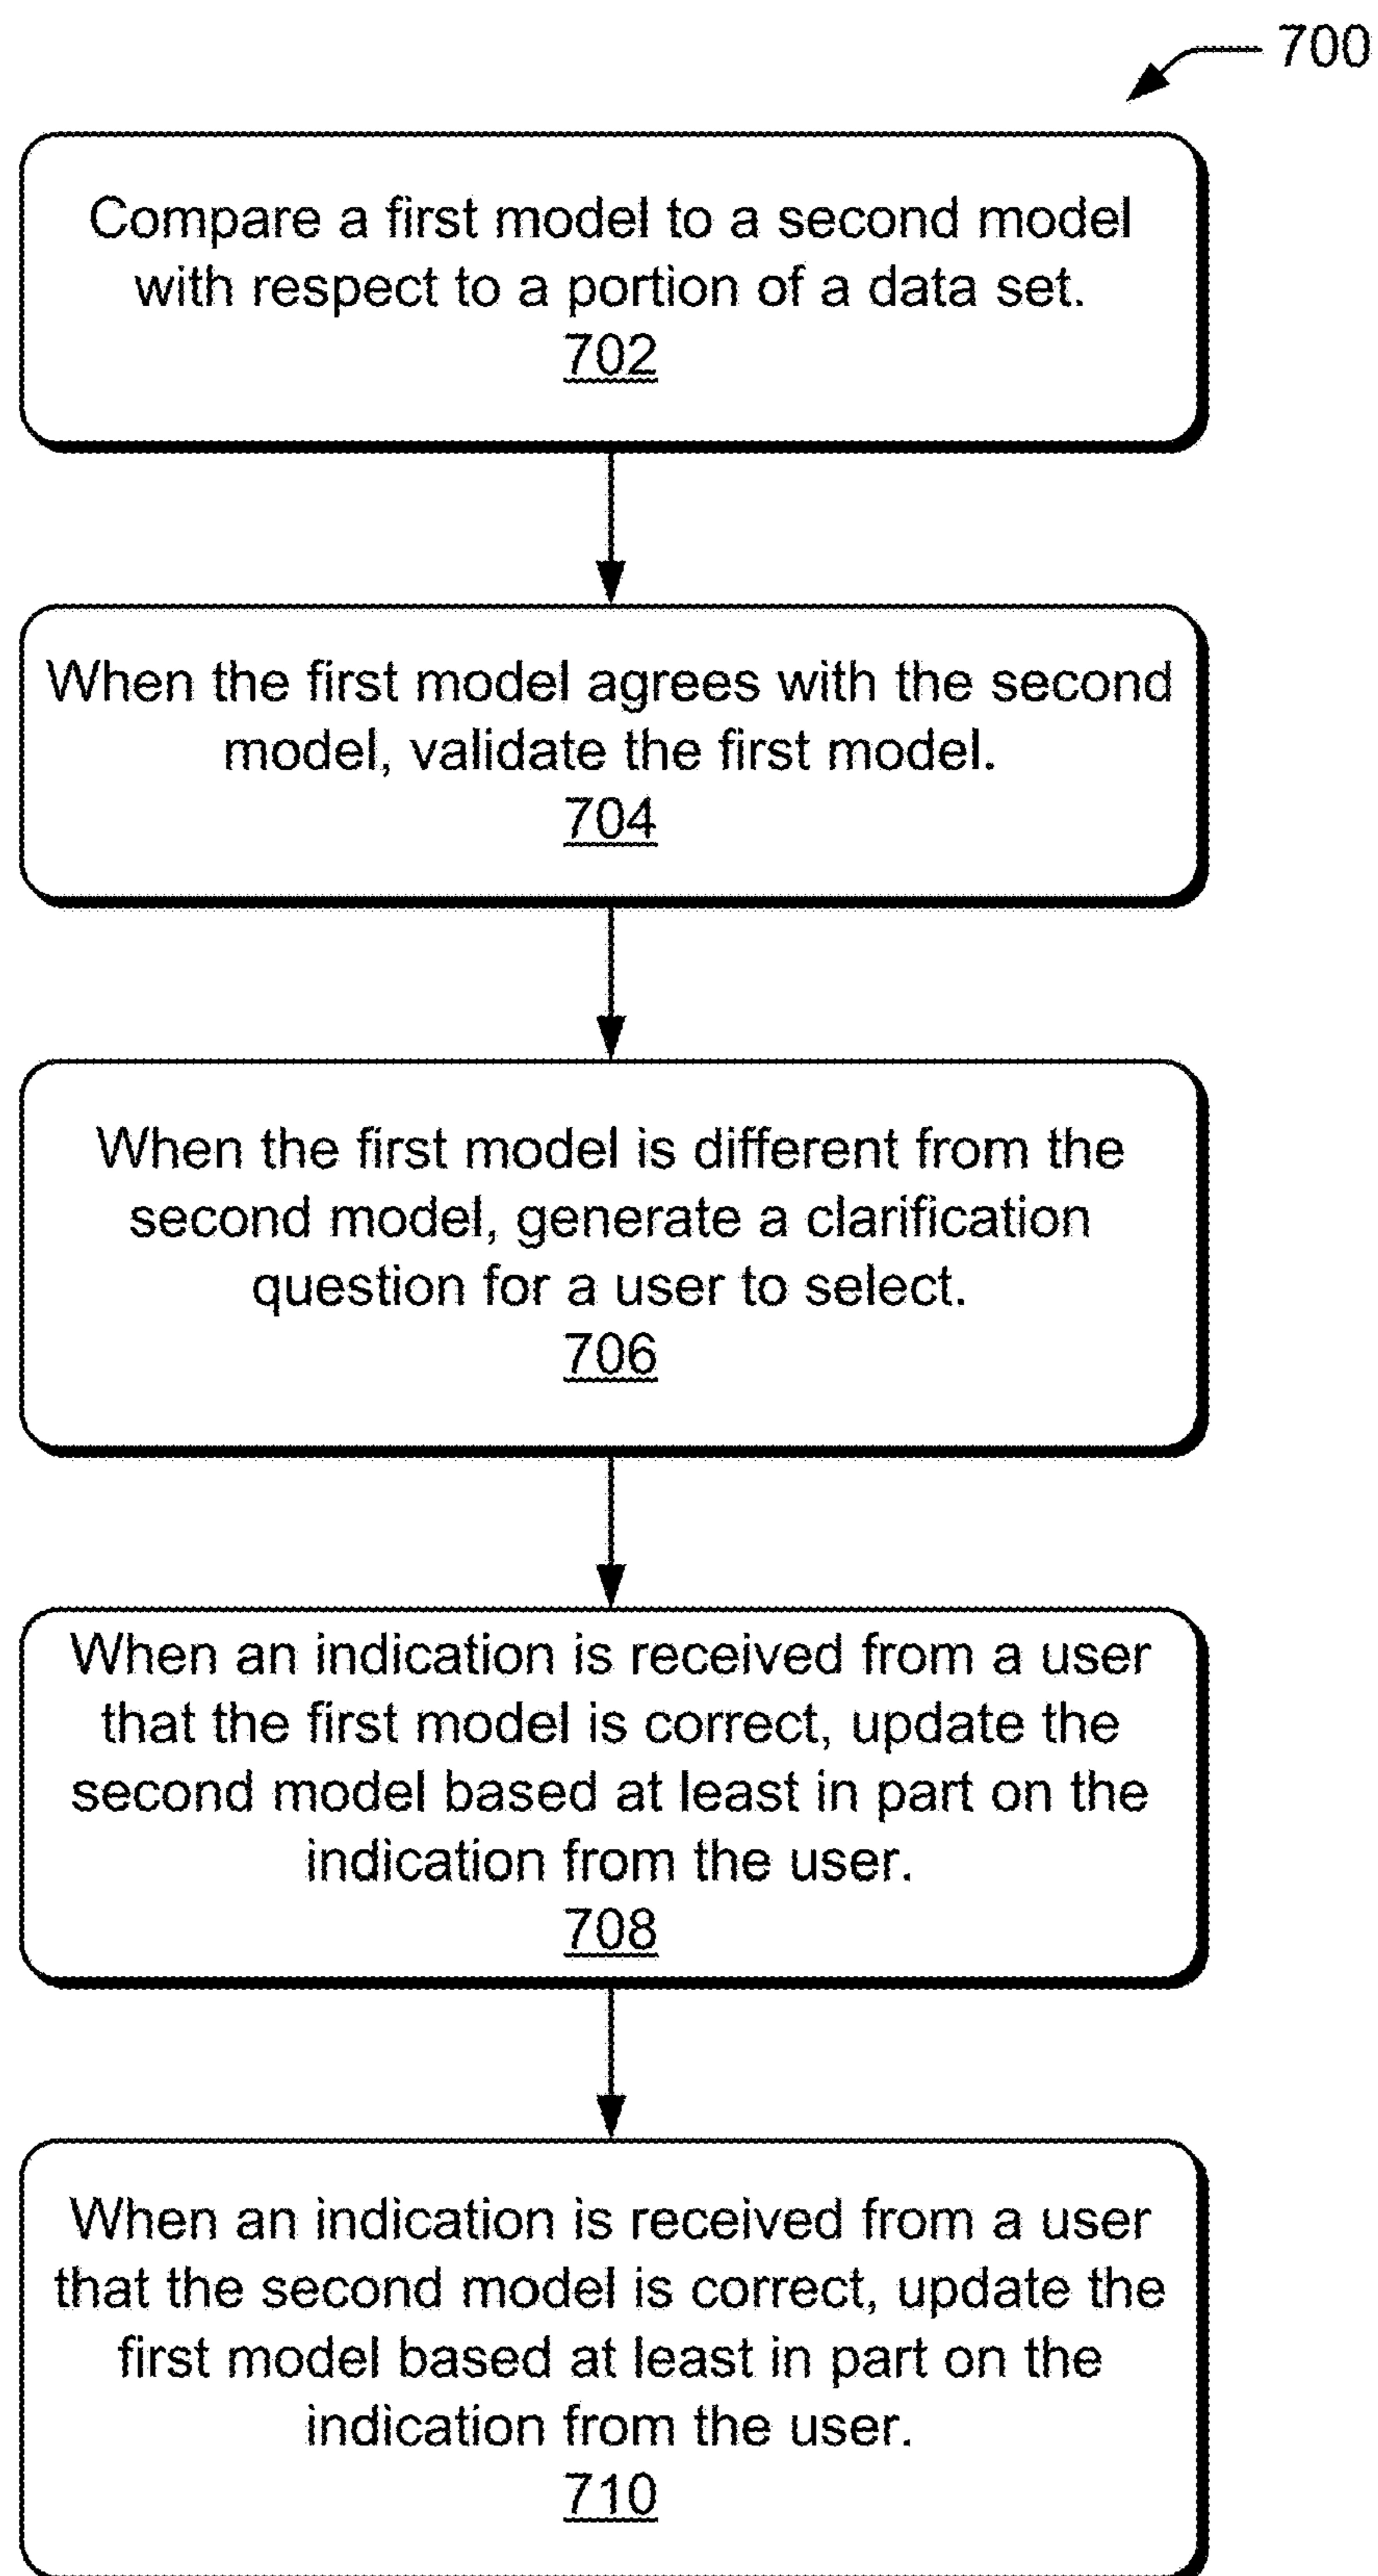 700
Compare a first model to a second model
with respect to a portion of a data set.
702
When the first model agrees with the second
model, validate the first model.
704
When the first model is different from the
second model, generate a clarification
question for a user to select.
706
When an indication is received from a user
that the first model is correct, update the
second model based at least in part on the
indication from the user.
708
When an indication is received from a user
that the second model is correct, update the
first model based at least in part on the
indication from the user.
710